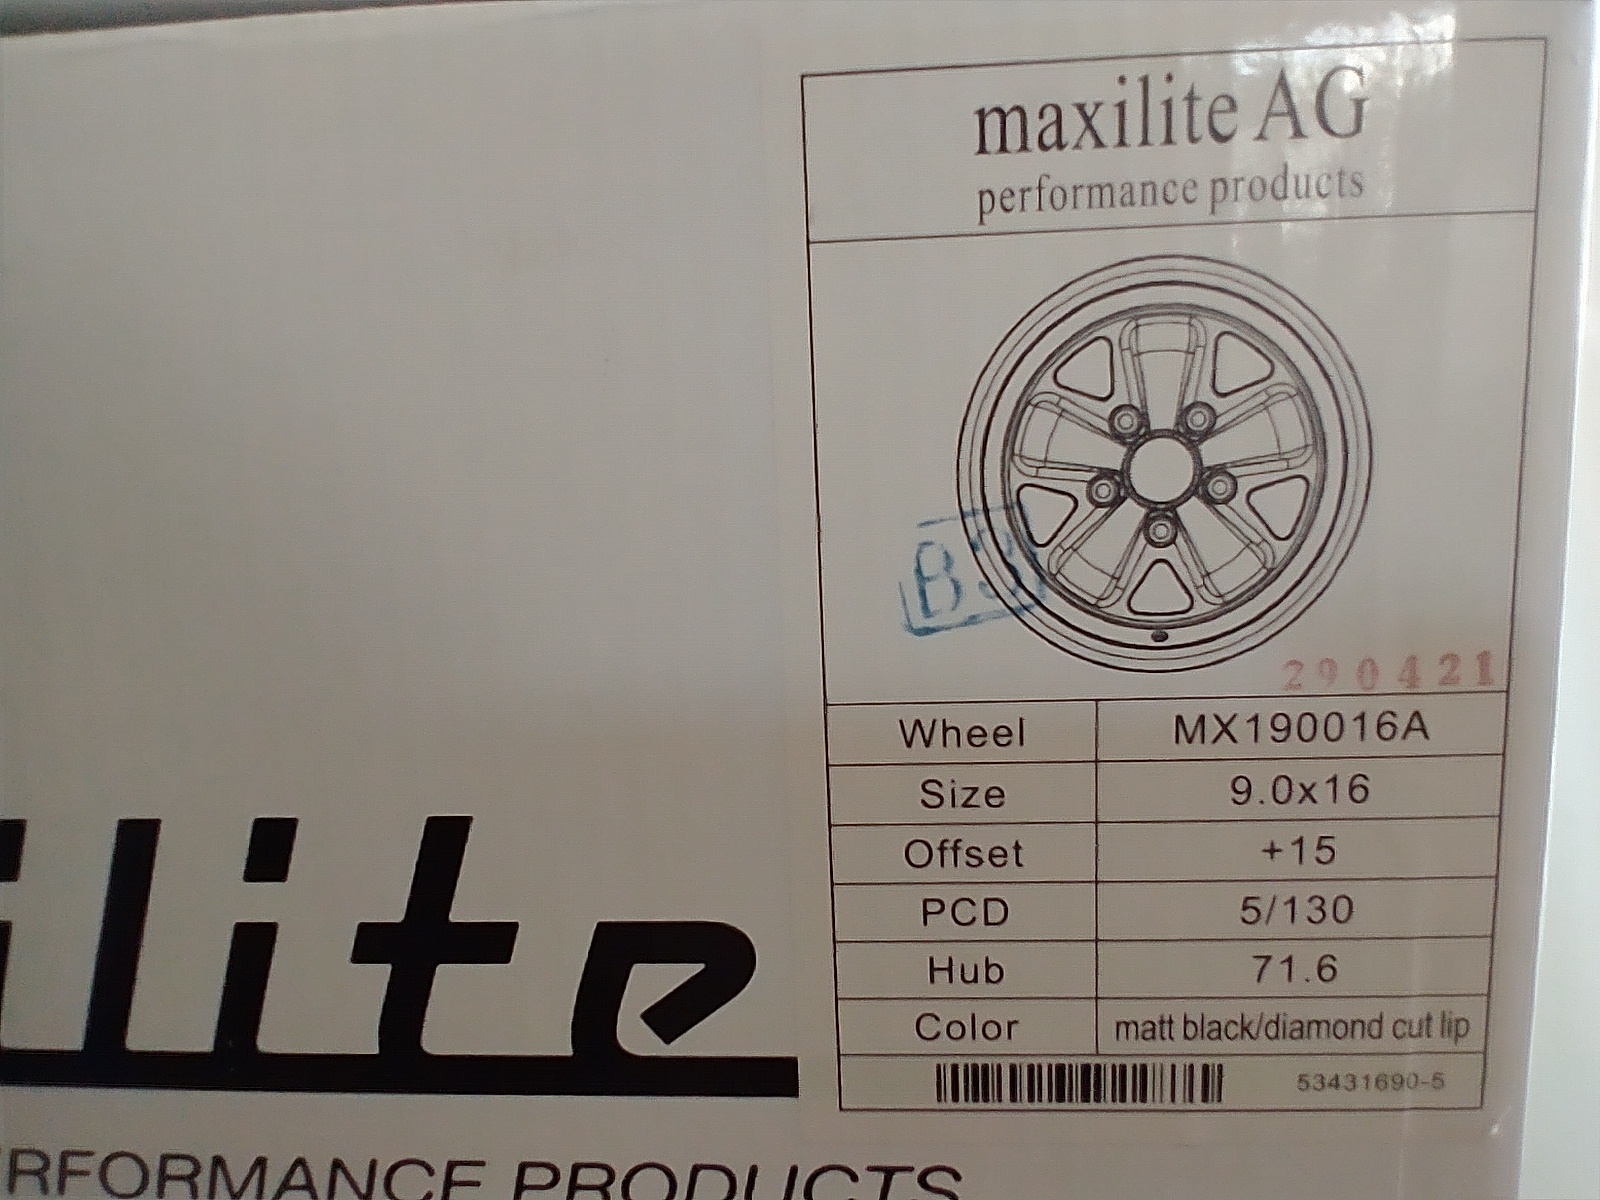 maxilite AG
performance products
B3
290421
Wheel MX190016A
Size 9.0x16
Offset +15
PCD 5/130
Hub 71.6
Color matt black/diamond cut lip
53431690-5
ilite
RFORMANCE PRODUCTS